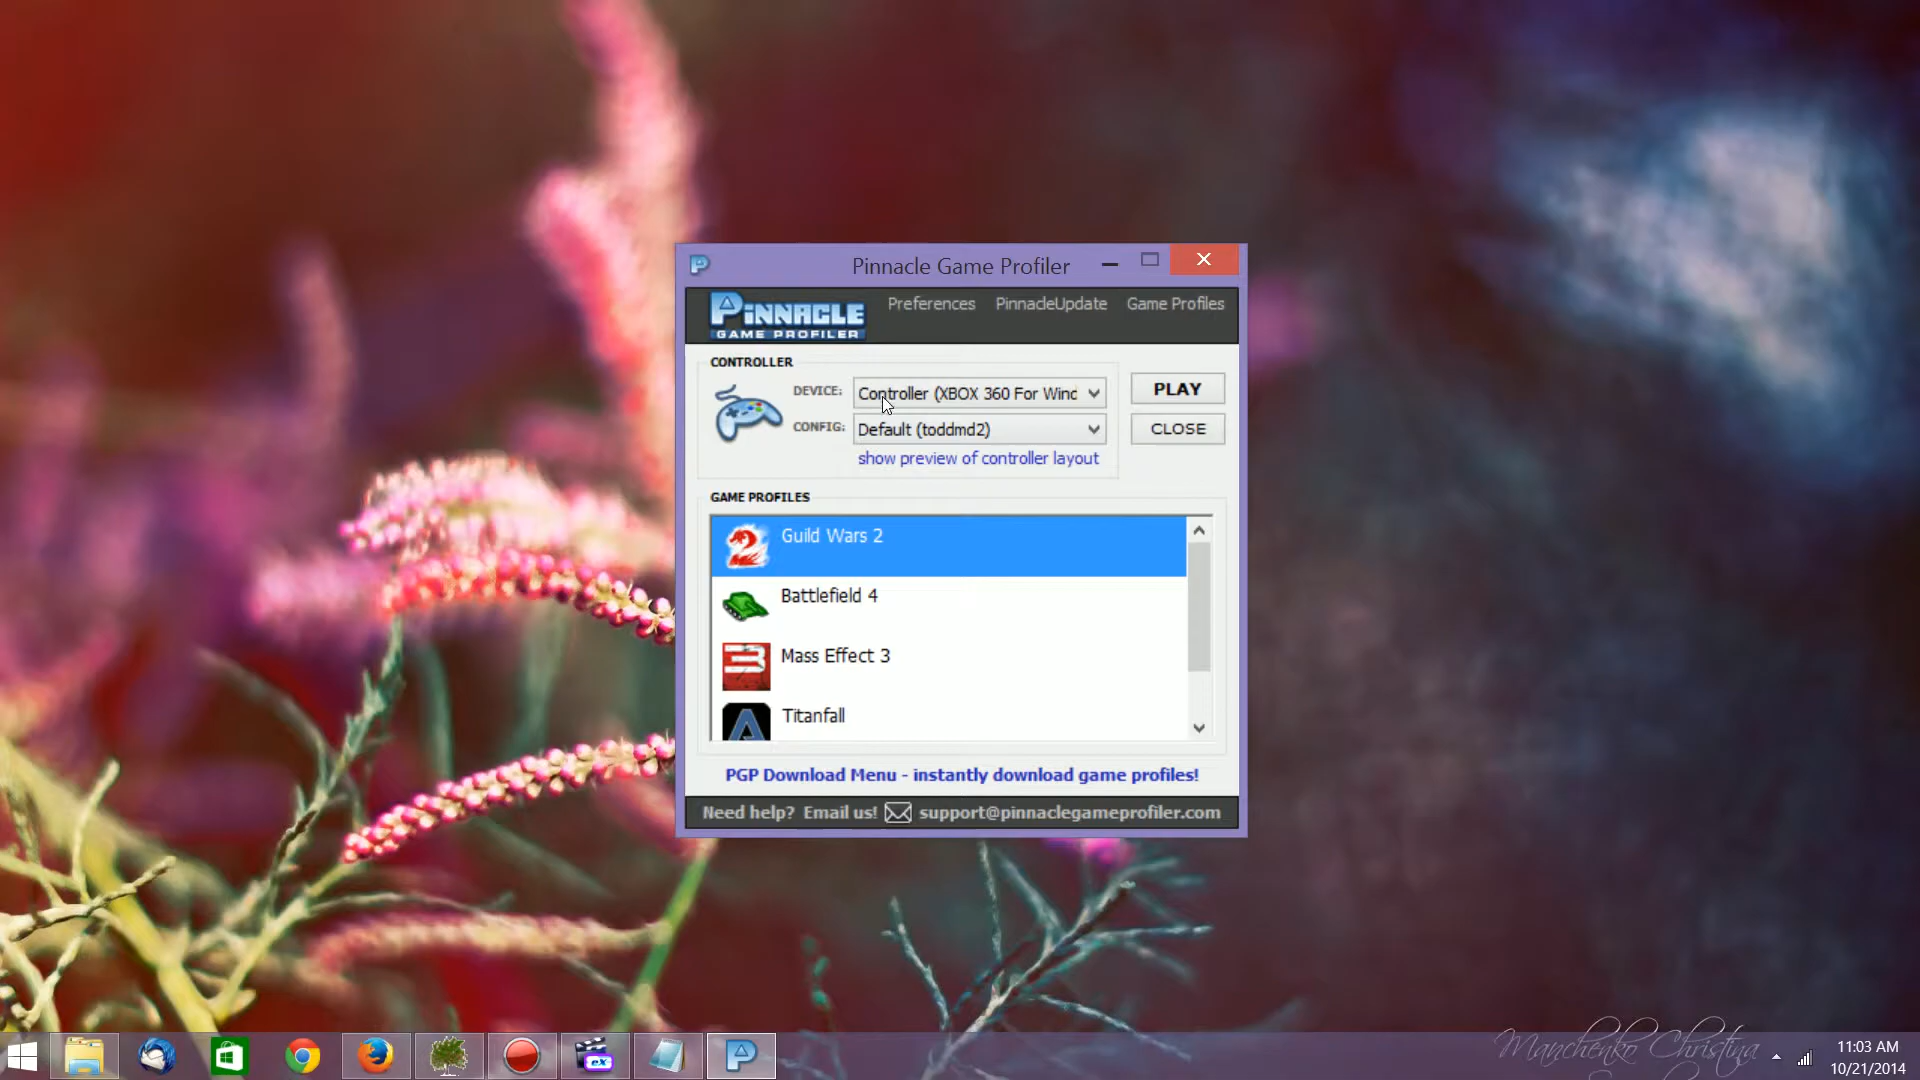 Pinnacle Game Profiler
PINNACLE
GAME PROFILER
Preferences
PinnacleUpdate
Game Profiles
CONTROLLER
DEVICE:
Controller (XBOX 360 For Wind
PLAY
CONFIG:
Default (toddmd2)
CLOSE
show preview of controller layout
GAME PROFILES
Guild Wars 2
Battlefield 4
Mass Effect 3
Titanfall
PGP Download Menu - instantly download game profiles!
Need help? Email us! support@pinnaclegameprofiler.com
Manchenko Christina
11:03 AM
10/21/2014